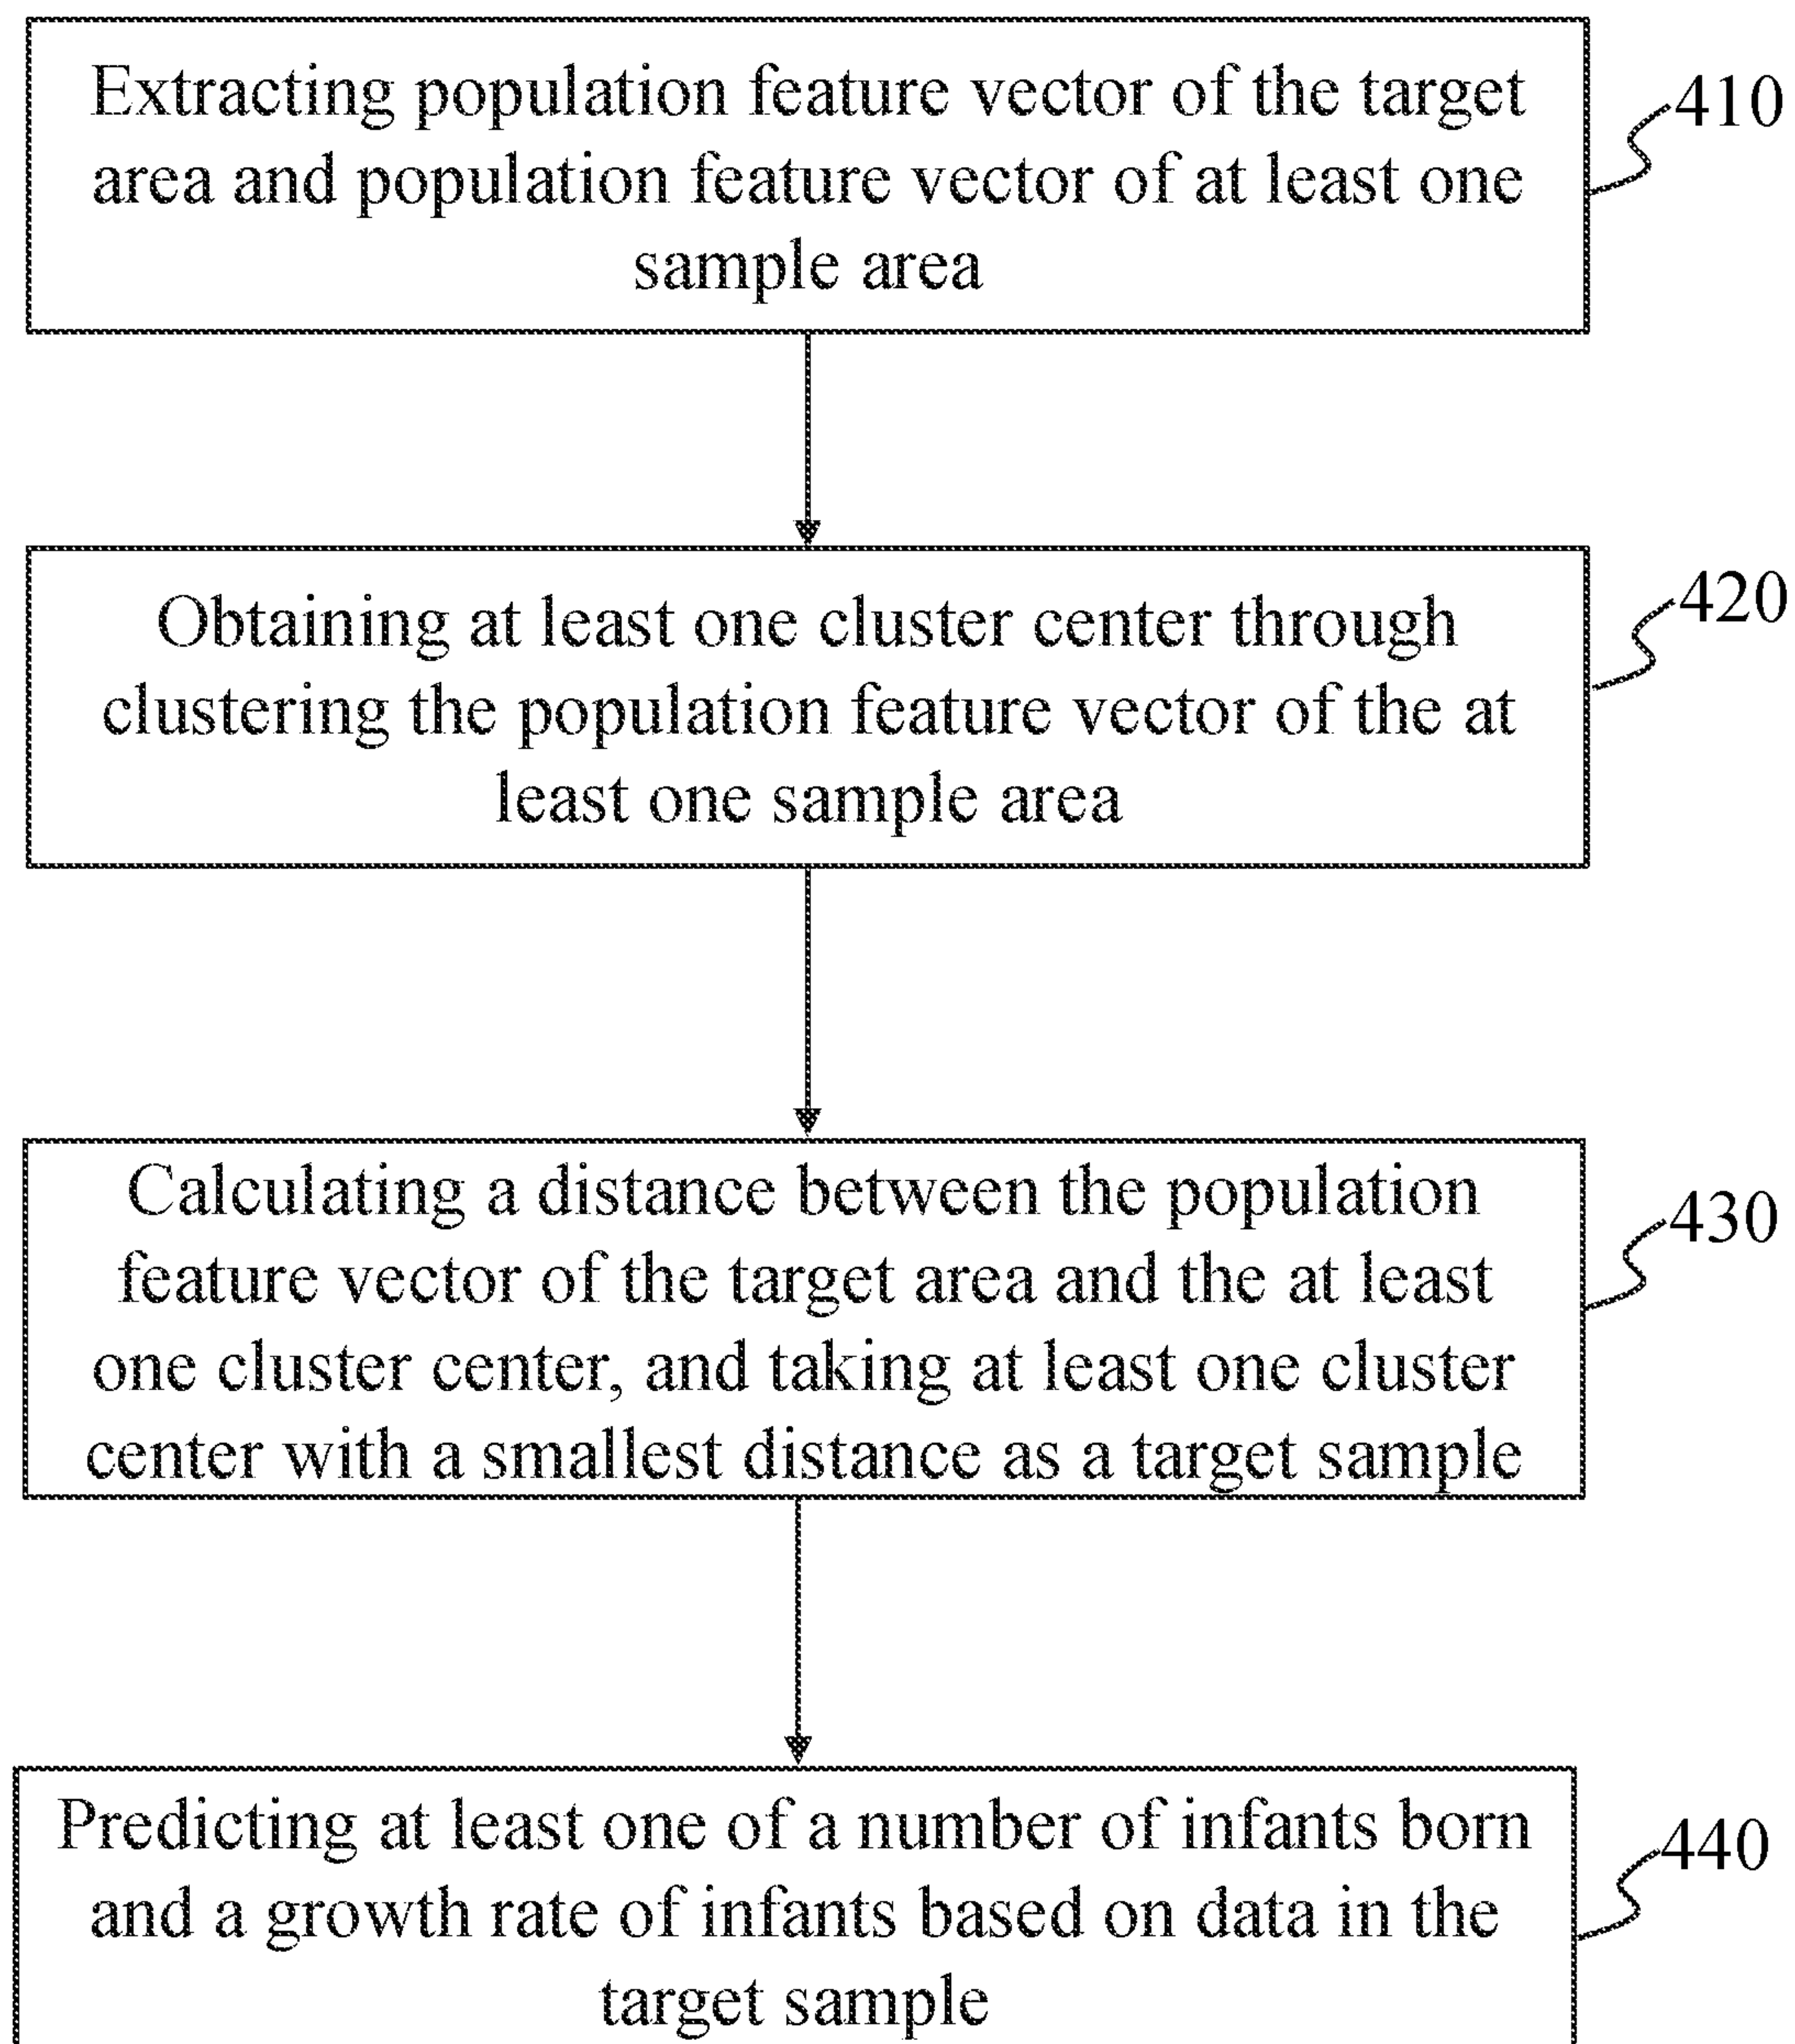 Extracting population feature vector of the target
area and population feature vector of at least one
sample area
410
Obtaining at least one cluster center through
clustering the population feature vector of the at
least one sample area
420
Calculating a distance between the population
feature vector of the target area and the at least
one cluster center, and taking at least one cluster
center with a smallest distance as a target sample
430
Predicting at least one of a number of infants born
and a growth rate of infants based on data in the
target sample
440